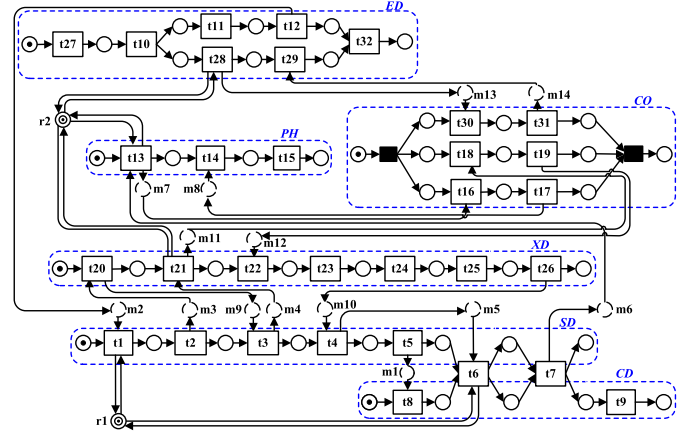 ED
t11 t12
t27 t10 t32
t28 t29
m13 m14
CO
r2 t30 t31
PH
t13 t14 t15 t18 t19
m7 m8 t16 t17
m11 m12
XD
t20 t21 t22 t23 t24 t25 t26
m2 m3 m9 m4 m10 m5 m6
SD
t1 t2 t3 t4 t5
m1 t6 t7 CD
t8 t9
r1